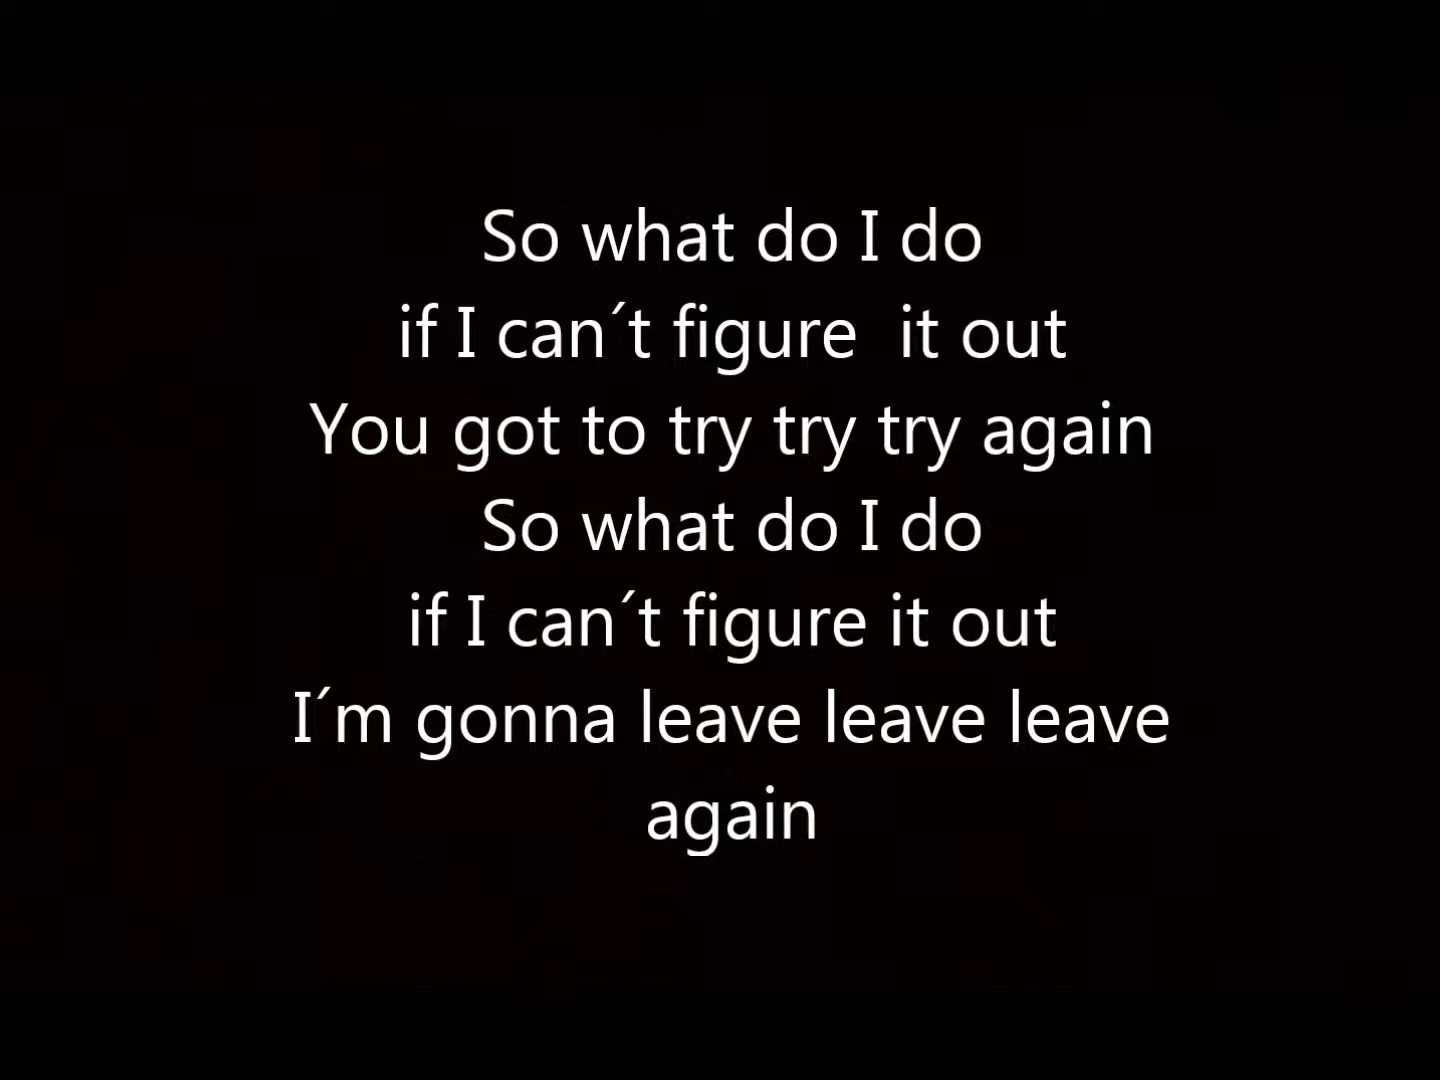 So what do I do
if I can´t figure  it out
You got to try try try again
So what do I do
if I can´t figure it out
I´m gonna leave leave leave
again